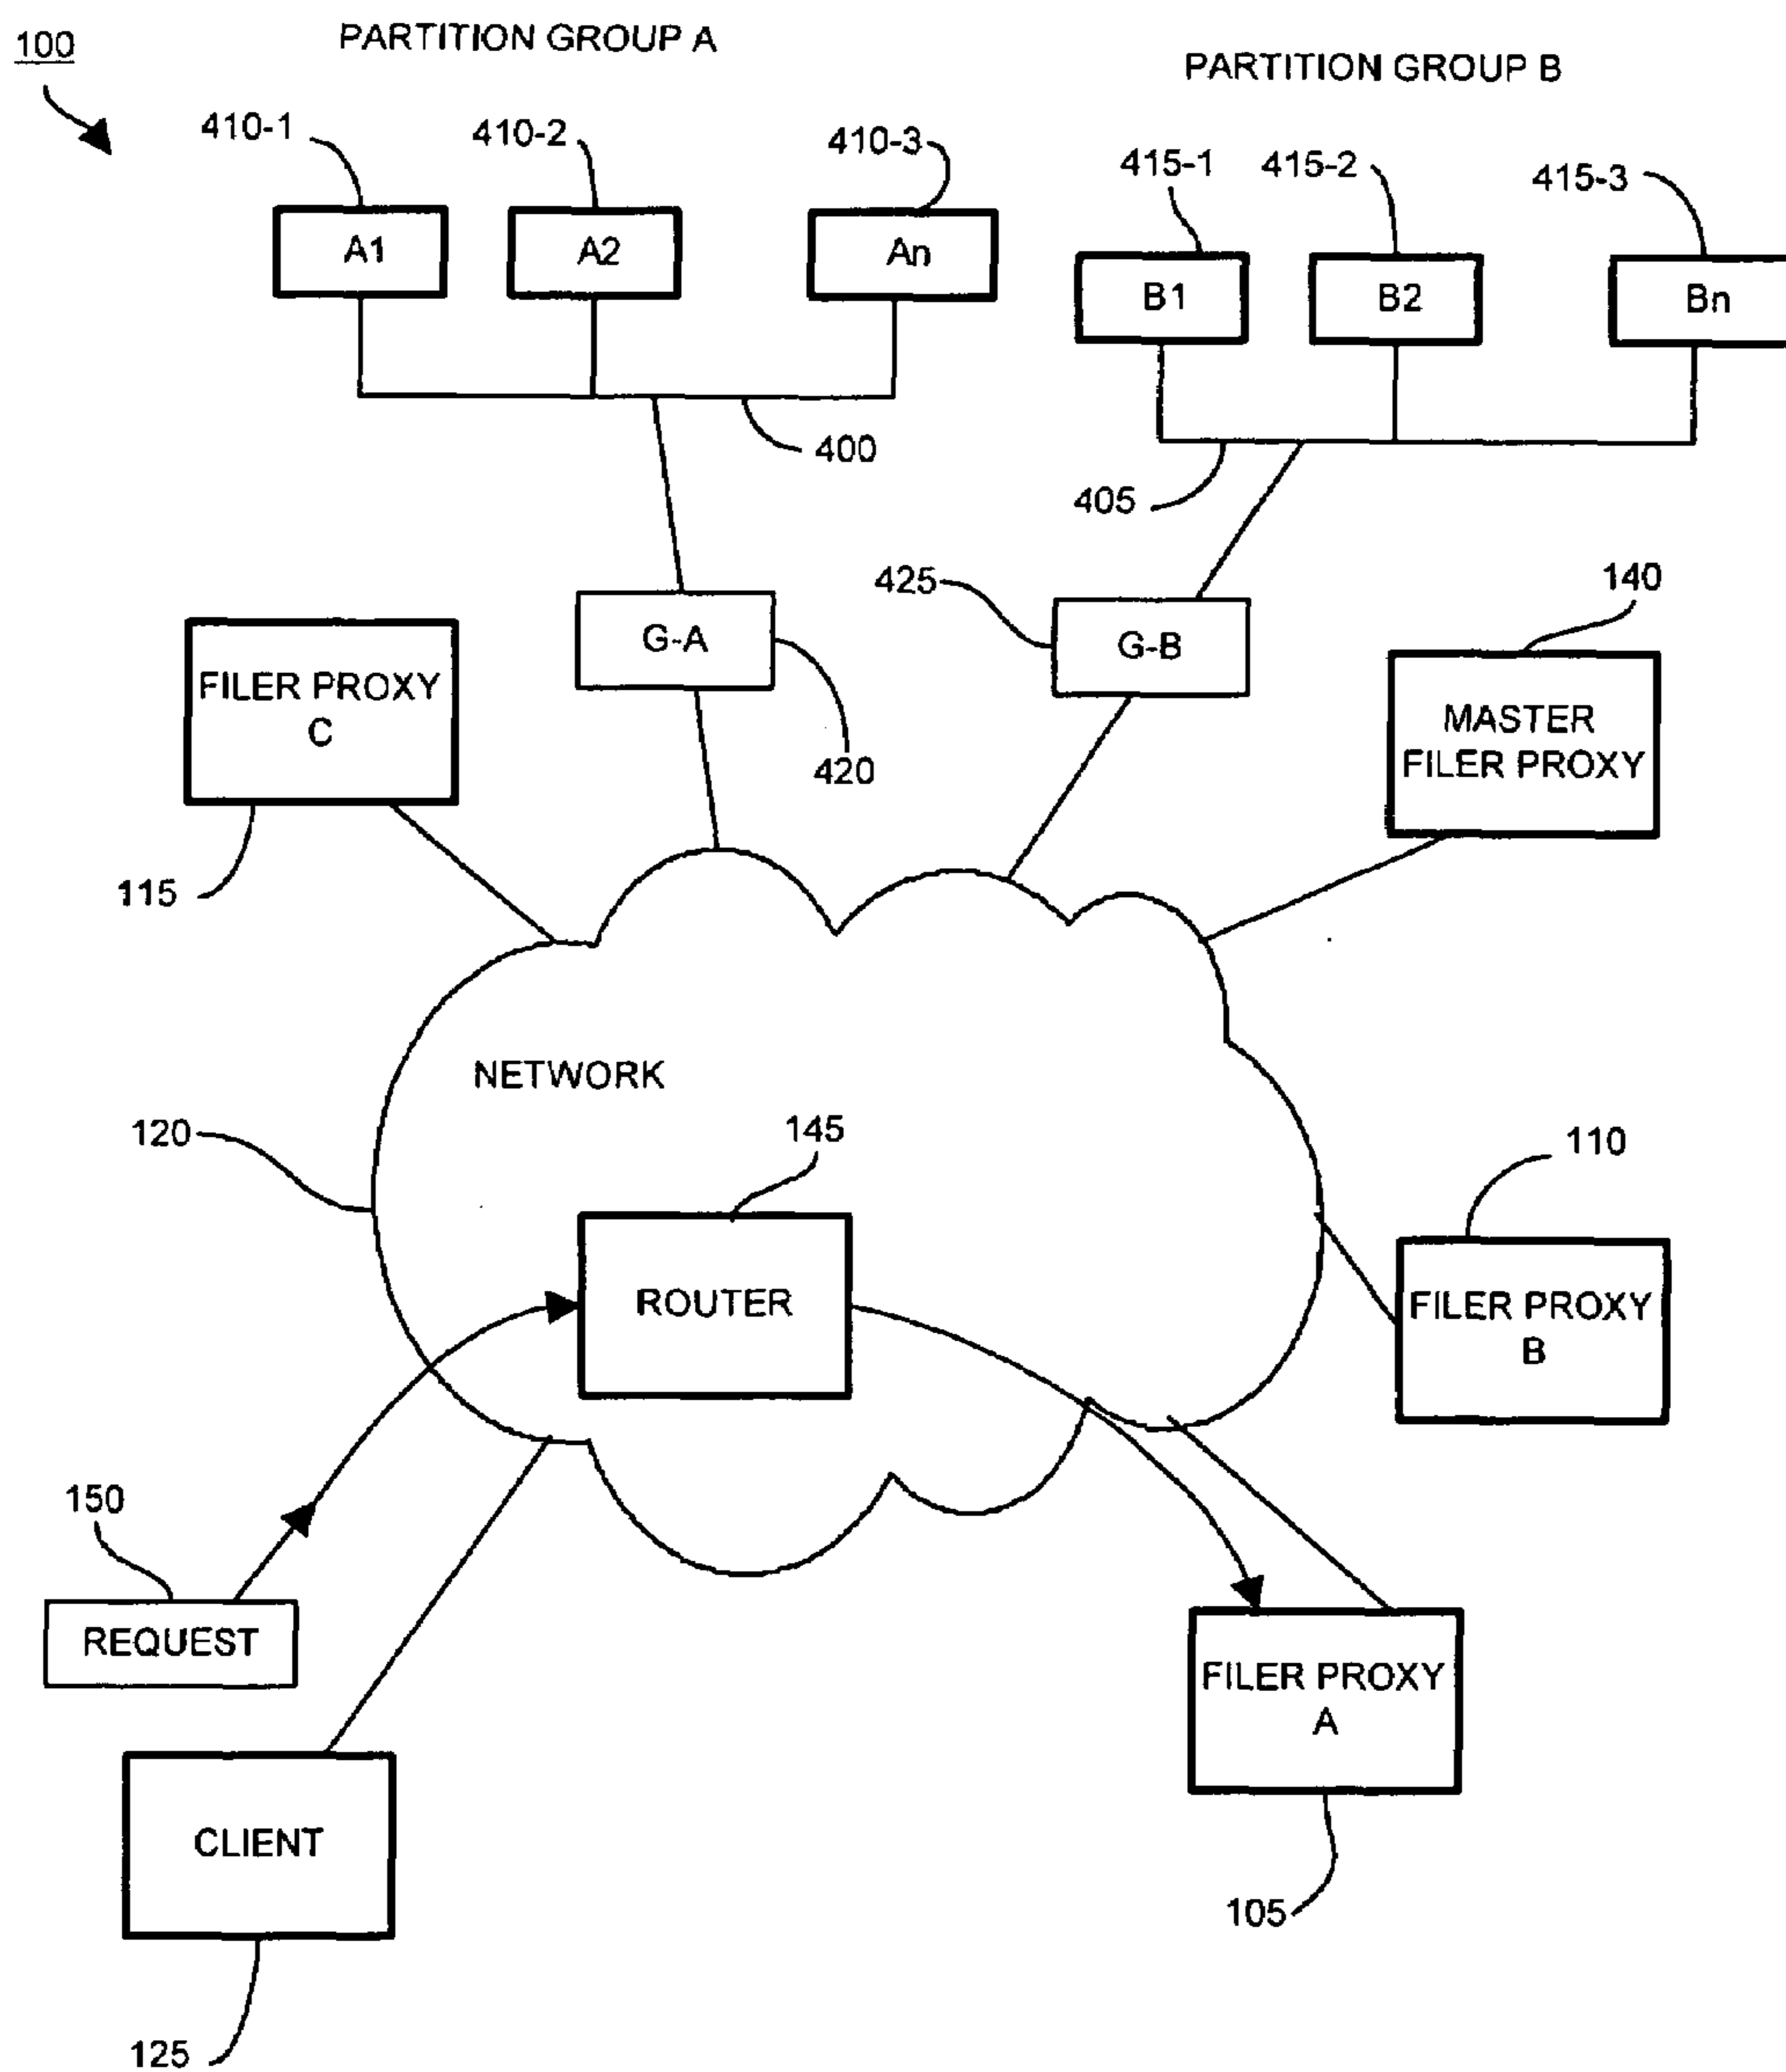 100
PARTITION GROUP A
PARTITION GROUP B
410-1
410-2
410-3
415-1
415-2
415-3
A1
A2
An
B1
B2
Bn
400
405
425
140
G-A
G-B
FILER PROXY
C
MASTER
FILER PROXY
420
115
NETWORK
120
145
110
ROUTER
FILER PROXY
B
150
REQUEST
FILER PROXY
A
CLIENT
105
125